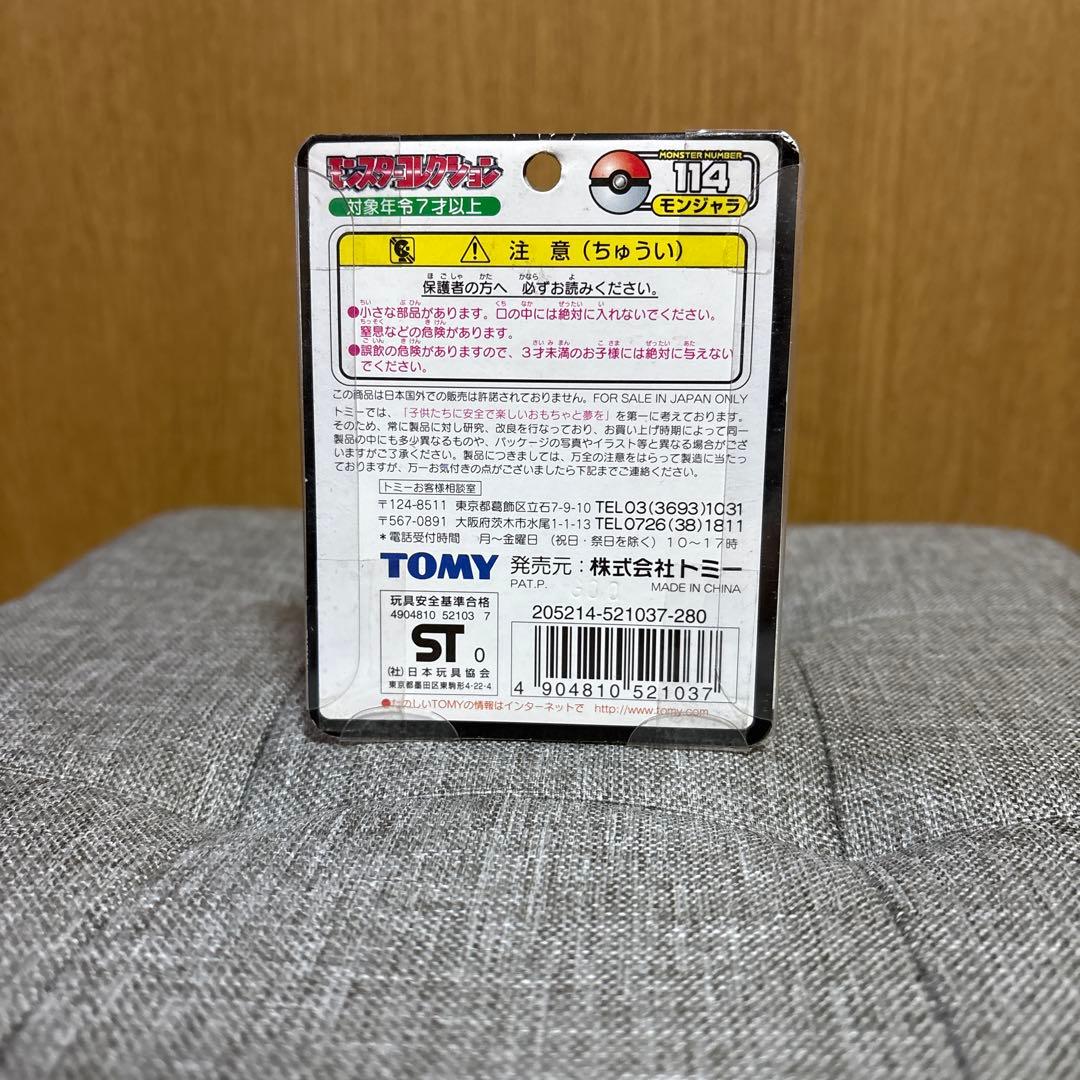 モンスターコレクション
対象年令7才以上
MONSTER NUMBER
114
モンジャラ
注 意(ちゅうい)
保護者の方へ 必ずお読みください。
●小さな部品があります。口の中には絶対に入れないでください。
窒息などの危険があります。
●誤飲の危険がありますので、3才未満のお子様には絶対に与えない
でください。
この商品は日本国外での販売は許諾されておりません。FOR SALE IN JAPAN ONLY
トミーでは、「子供たちに安全で楽しいおもちゃと夢を」を第一に考えております。
そのため、常に製品に対し研究、改良を行なっており、お買い上げ時期によって同一
製品の中にも多少異なるものや、パッケージの写真やイラスト等と異なる場合がござ
いますがご了承ください。製品につきましては、万全の注意をはらって製造に当たっ
ておりますが、万一お気付きの点がございましたら下記までご連絡ください。
トミーお客様相談室
〒124-8511 東京都葛飾区立石7-9-10 TEL03(3693)1031
〒567-0891 大阪府茨木市水尾1-1-13 TEL0726(38)1811
*電話受付時間 月〜金曜日 (祝日・祭日を除く) 10〜17時
TOMY 発売元:株式会社トミー
PAT.P. MADE IN CHINA
玩具安全基準合格
4904810 52103 7
ST 0
(社)日本玩具協会
東京都墨田区東駒形4-22-4
205214-521037-280
4 904810 521037
●たのしいTOMYの情報はインターネットで http://www.tomy.com